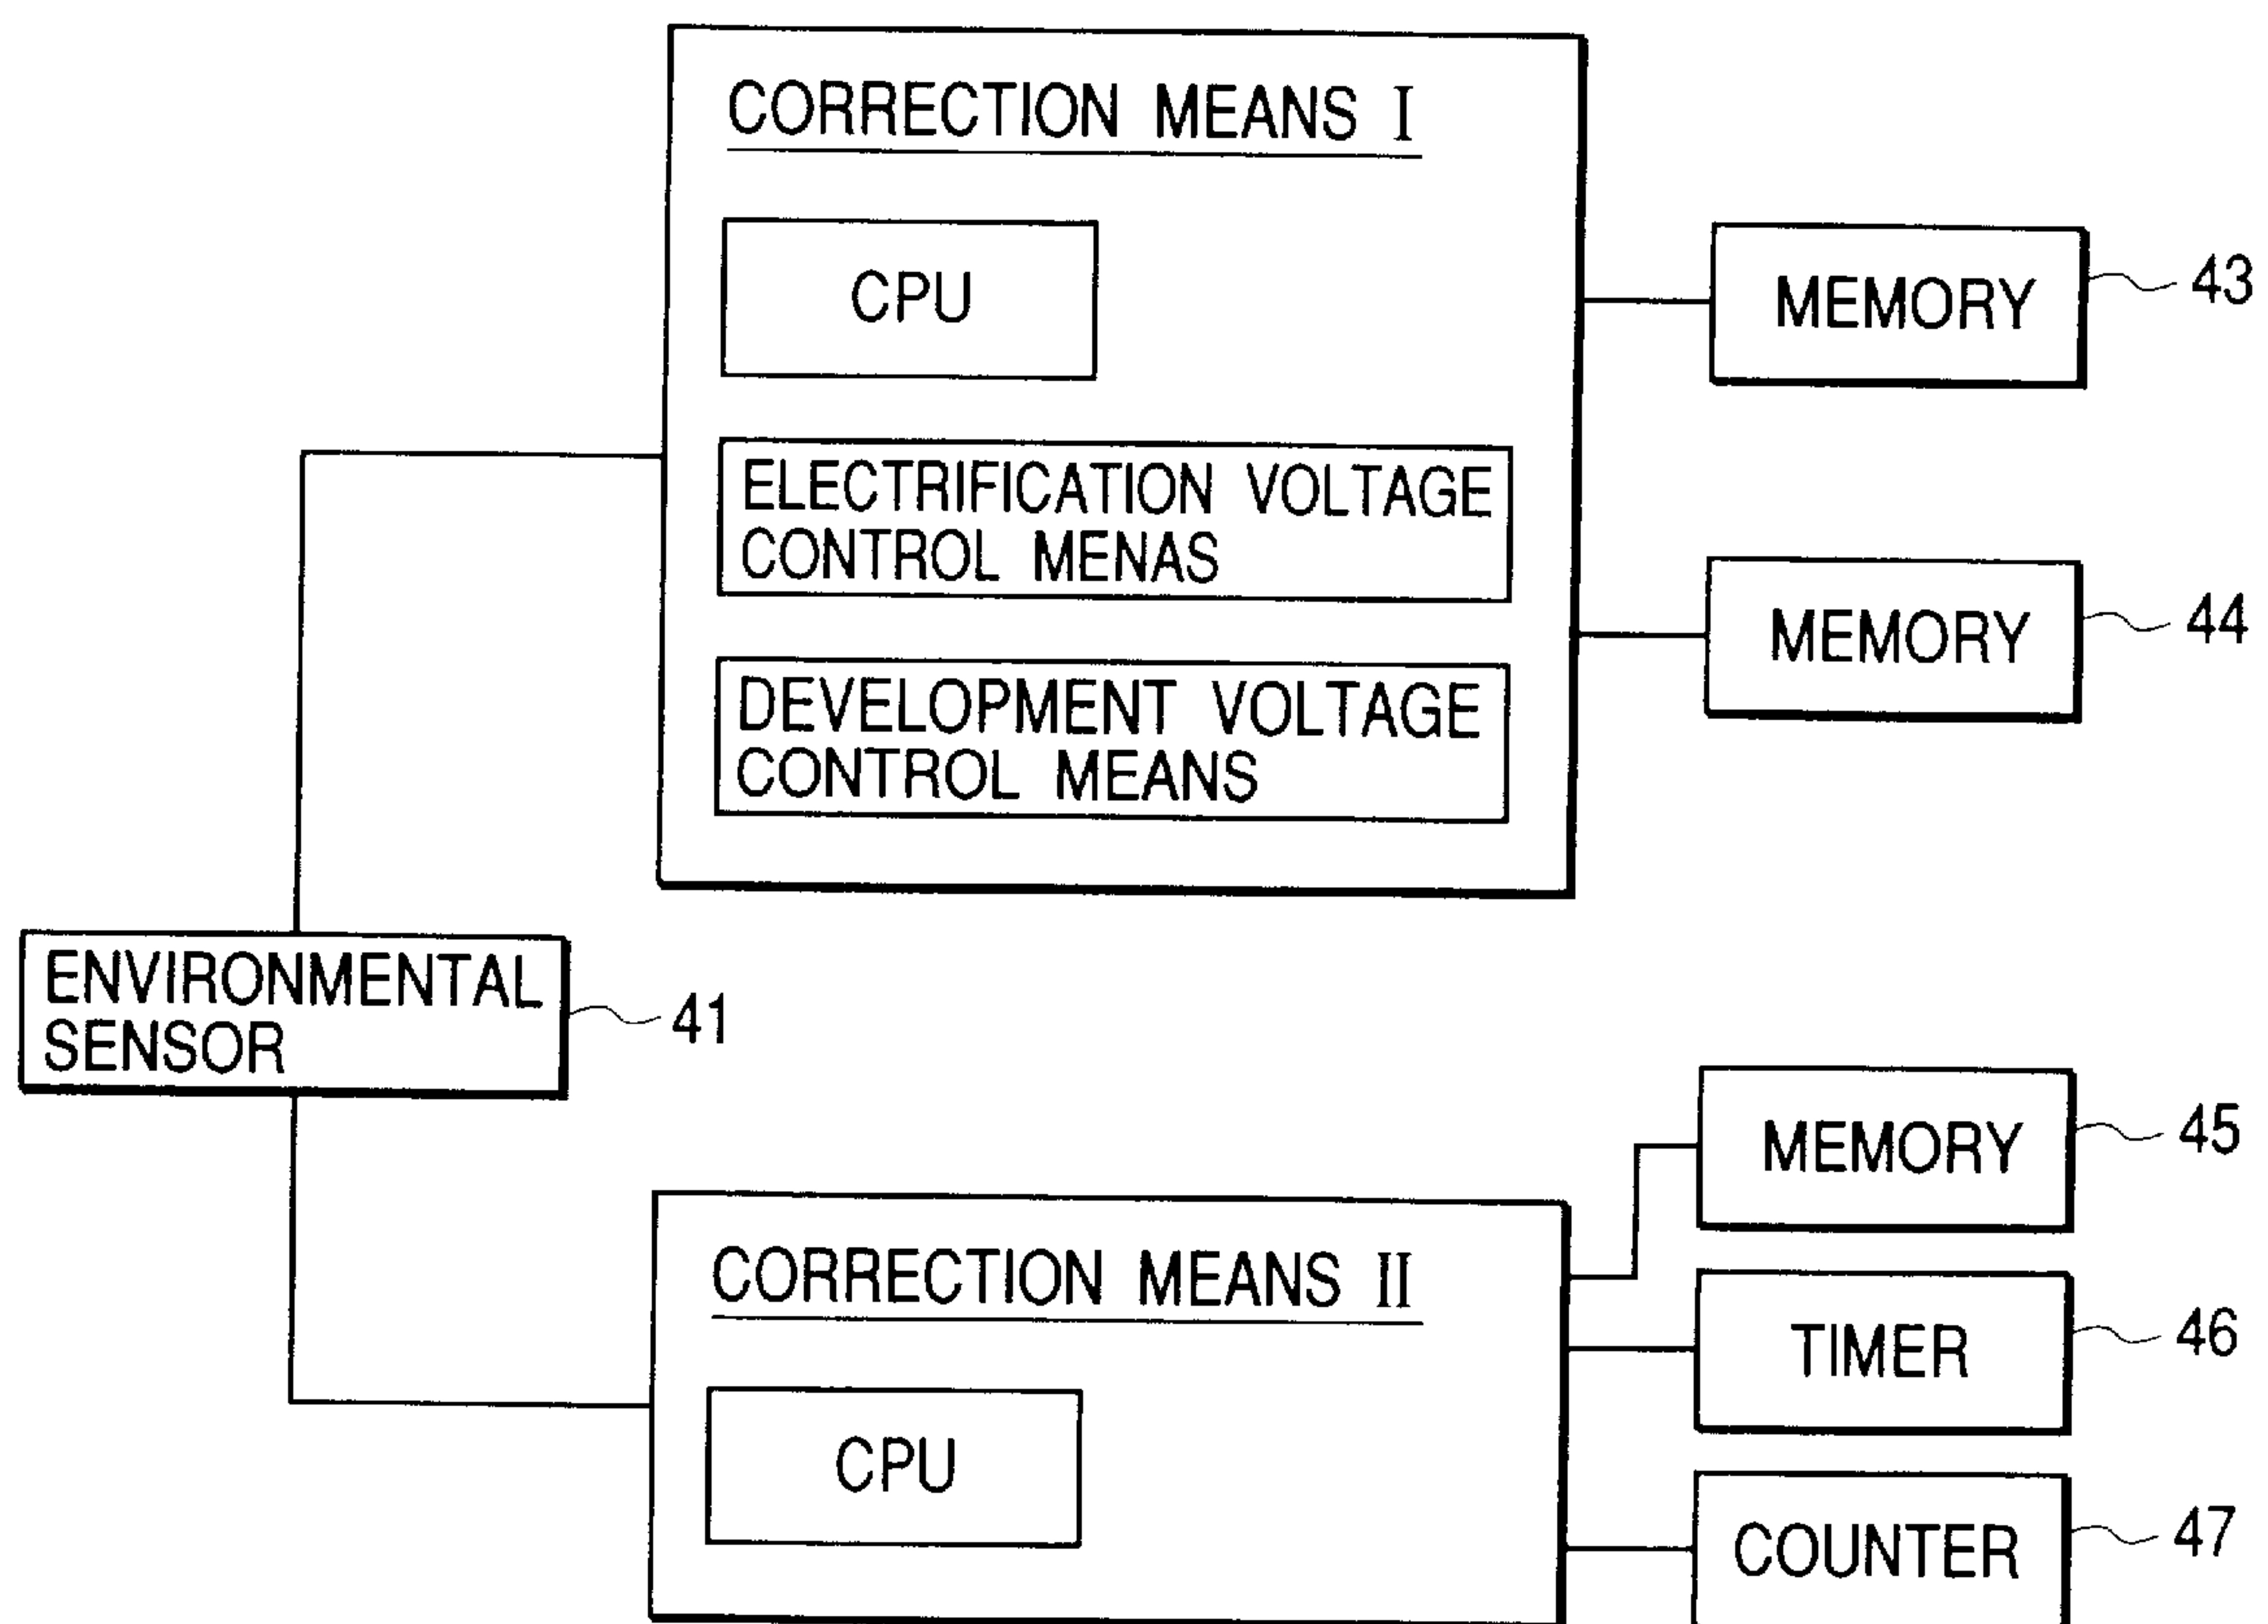 CORRECTION MEANS I
CPU
ELECTRIFICATION VOLTAGE
CONTROL MENAS
DEVELOPMENT VOLTAGE
CONTROL MEANS
MEMORY 43
MEMORY 44
ENVIRONMENTAL
SENSOR
41
CORRECTION MEANS II
CPU
MEMORY 45
TIMER 46
COUNTER 47